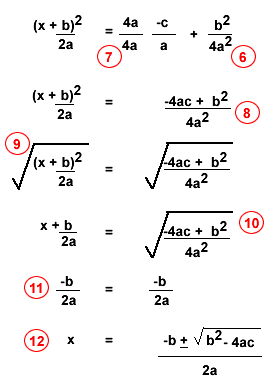 (x + b)² / 2a = 4a/4a -c/a + b²/4a²
7 6
(x + b)² / 2a = -4ac + b² / 4a² 8
9 √(x + b)² / 2a = √-4ac + b² / 4a²
x + b / 2a = √-4ac + b² / 4a² 10
11 -b / 2a = -b / 2a
12 x = -b ± √b² - 4ac / 2a